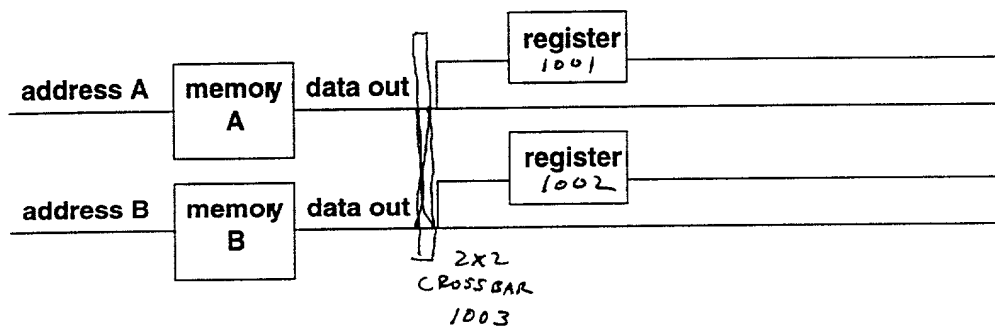 register
1001
address A
memory
A
data out
register
1002
address B
memory
B
data out
2x2
CROSSBAR
1003